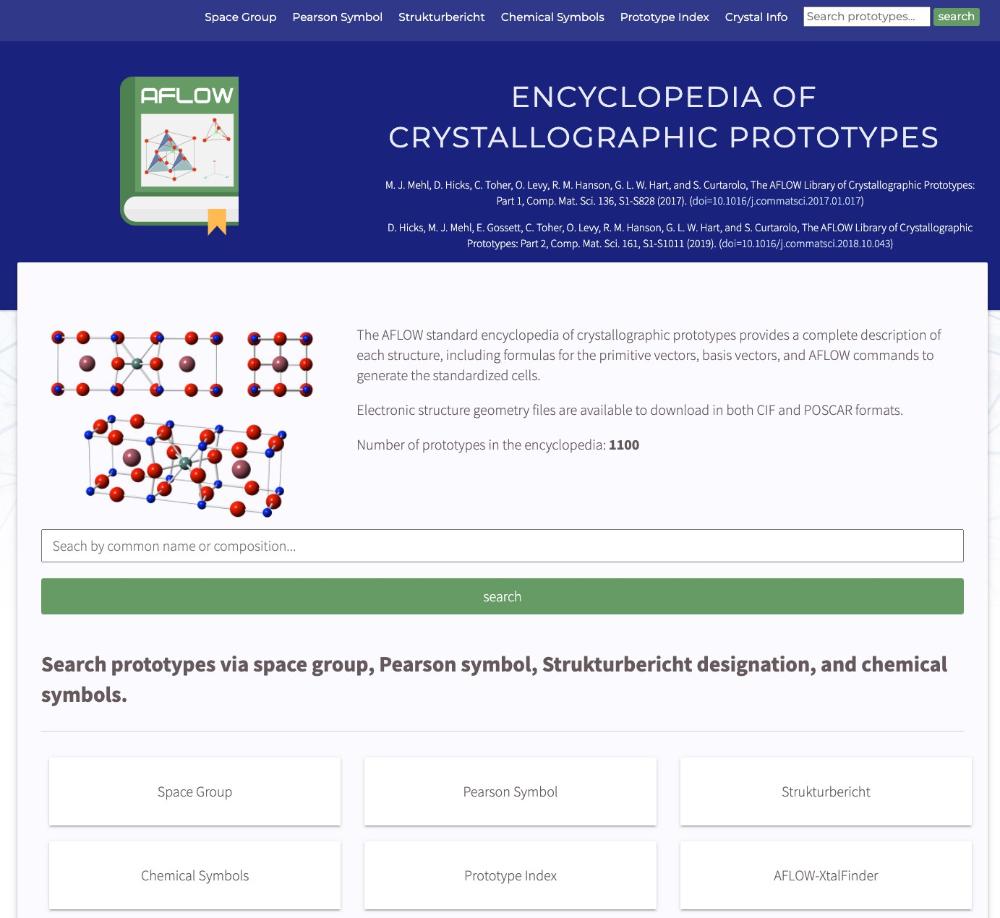 Space Group Pearson Symbol Strukturbericht Chemical Symbols Prototype Index Crystal Info Search prototypes... search
AFLOW
ENCYCLOPEDIA OF
CRYSTALLOGRAPHIC PROTOTYPES
M. J. Mehl, D. Hicks, C. Toher, O. Levy, R. M. Hanson, G. L. W. Hart, and S. Curtarolo, The AFLOW Library of Crystallographic Prototypes:
Part 1, Comp. Mat. Sci. 136, S1-S828 (2017). (doi=10.1016/j.commatsci.2017.01.017)
D. Hicks, M. J. Mehl, E. Gossett, C. Toher, O. Levy, R. M. Hanson, G. L. W. Hart, and S. Curtarolo, The AFLOW Library of Crystallographic
Prototypes: Part 2, Comp. Mat. Sci. 161, S1-S1011 (2019). (doi=10.1016/j.commatsci.2018.10.043)
The AFLOW standard encyclopedia of crystallographic prototypes provides a complete description of
each structure, including formulas for the primitive vectors, basis vectors, and AFLOW commands to
generate the standardized cells.
Electronic structure geometry files are available to download in both CIF and POSCAR formats.
Number of prototypes in the encyclopedia: 1100
Seach by common name or composition...
search
Search prototypes via space group, Pearson symbol, Strukturbericht designation, and chemical
symbols.
Space Group
Pearson Symbol
Strukturbericht
Chemical Symbols
Prototype Index
AFLOW-XtalFinder